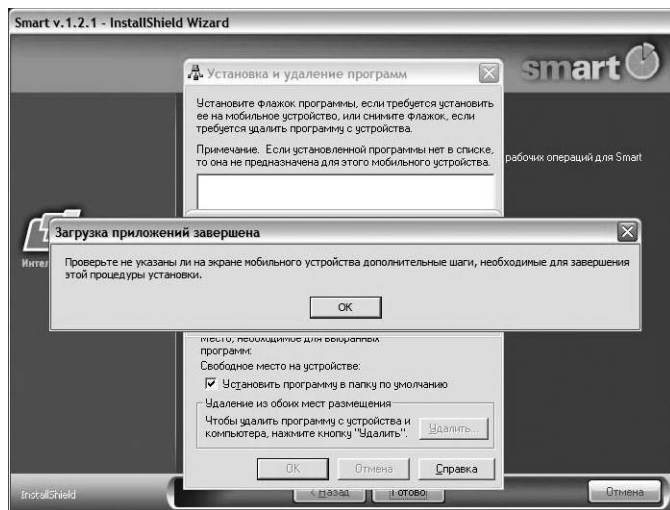 Smart v.1.2.1 - InstallShield Wizard
smart
Установка и удаление программ
Установите флажок программы, если требуется установить
ее на мобильное устройство, или снимите флажок, если
требуется удалить программу с устройства.
Примечание. Если установленной программы нет в списке,
то она не предназначена для этого мобильного устройства.
рабочих операций для Smart
Загрузка приложений завершена
Проверьте не указаны ли на экране мобильного устройства дополнительные шаги, необходимые для завершения
этой процедуры установки.
OK
Место, необходимое для выбранных
программ:
Свободное место на устройстве:
Установить программу в папку по умолчанию
Удаление из обоих мест размещения
Чтобы удалить программу с устройства и
компьютера, нажмите кнопку "Удалить".
Удалить...
OK
Отмена
Справка
InstallShield
< Назад
Готово
Отмена